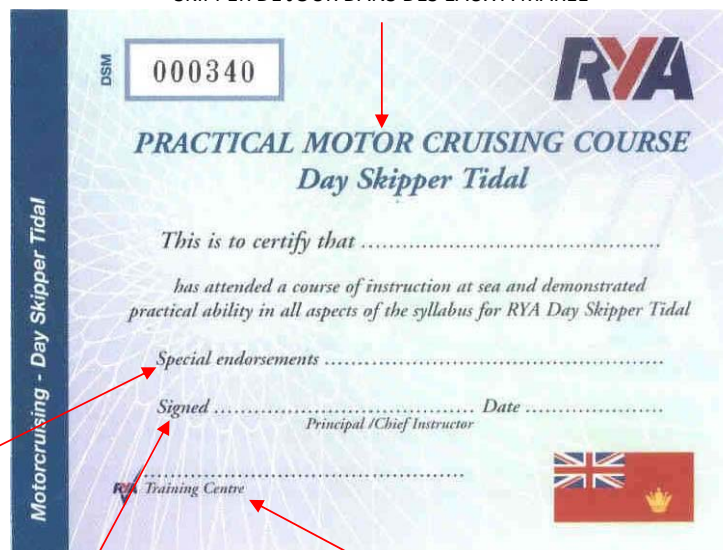 DSM
000340
RYA
PRACTICAL MOTOR CRUISING COURSE
Day Skipper Tidal
This is to certify that ........................................................
has attended a course of instruction at sea and demonstrated
practical ability in all aspects of the syllabus for RYA Day Skipper Tidal
Special endorsements ................................................................
Signed ................................................ Date .........................
Principal /Chief Instructor
............................................................
RYA Training Centre
Motorcruising - Day Skipper Tidal